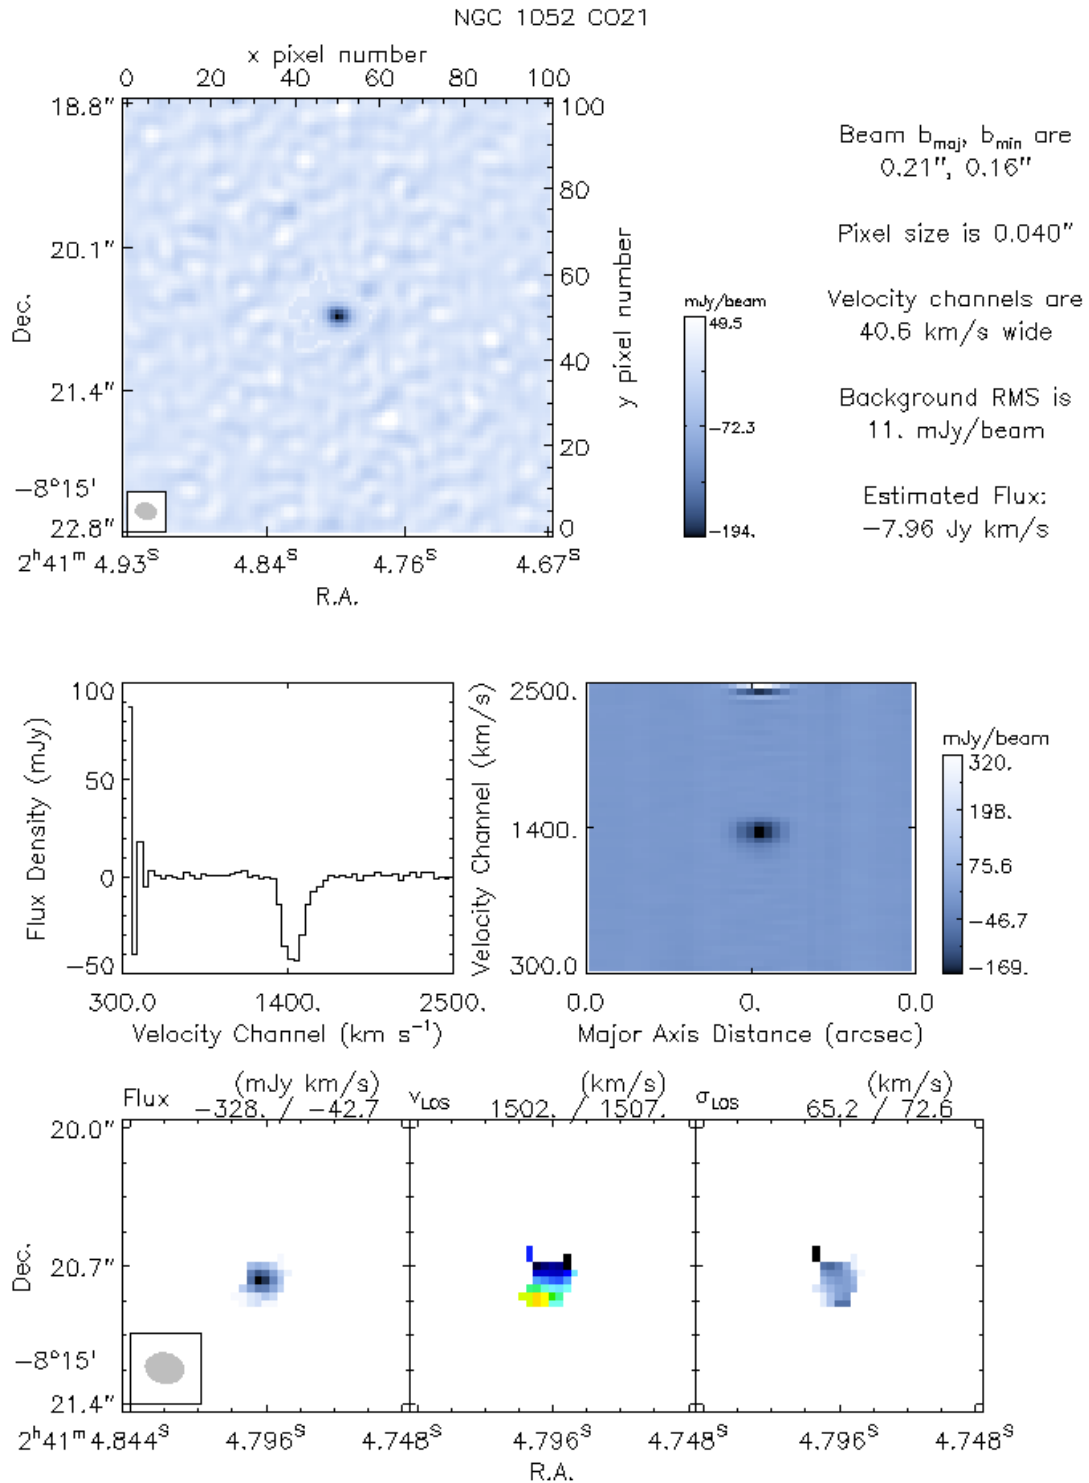 NGC 1052 CO21
x pixel number
0 20 40 60 80 100
18.8"
20.1"
21.4"
-8°15'
22.8"
Dec.
100
80
60
40
20
0
y pixel number
2ʰ41ᵐ4.93ˢ 4.84ˢ 4.76ˢ 4.67ˢ
R.A.
mJy/beam
49.5
-72.3
-194.
Beam b_maj, b_min are
0.21", 0.16"
Pixel size is 0.040"
Velocity channels are
40.6 km/s wide
Background RMS is
11. mJy/beam
Estimated Flux:
-7.96 Jy km/s
Flux Density (mJy)
100
50
0
-50
300.0 1400. 2500.
Velocity Channel (km s⁻¹)
Velocity Channel (km/s)
2500.
1400.
300.0
0.0 0. 0.0
Major Axis Distance (arcsec)
mJy/beam
320.
198.
75.6
-46.7
-169.
Flux (mJy km/s)
-328. / -42.7
v_LOS (km/s)
1502. / 1507.
σ_LOS (km/s)
65.2 / 72.6
20.0"
20.7"
-8°15'
21.4"
Dec.
2ʰ41ᵐ4.844ˢ 4.796ˢ 4.748ˢ 4.796ˢ 4.748ˢ 4.796ˢ 4.748ˢ
R.A.